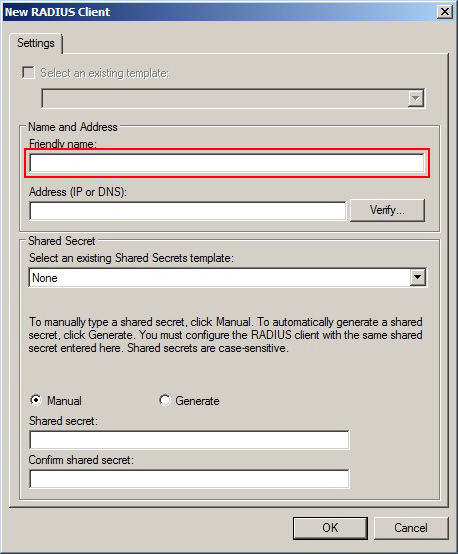 New RADIUS Client
Settings
Select an existing template:
Name and Address
Friendly name:
Address (IP or DNS):
Verify...
Shared Secret
Select an existing Shared Secrets template:
None
To manually type a shared secret, click Manual. To automatically generate a shared
secret, click Generate. You must configure the RADIUS client with the same shared
secret entered here. Shared secrets are case-sensitive.
Manual
Generate
Shared secret:
Confirm shared secret:
OK
Cancel